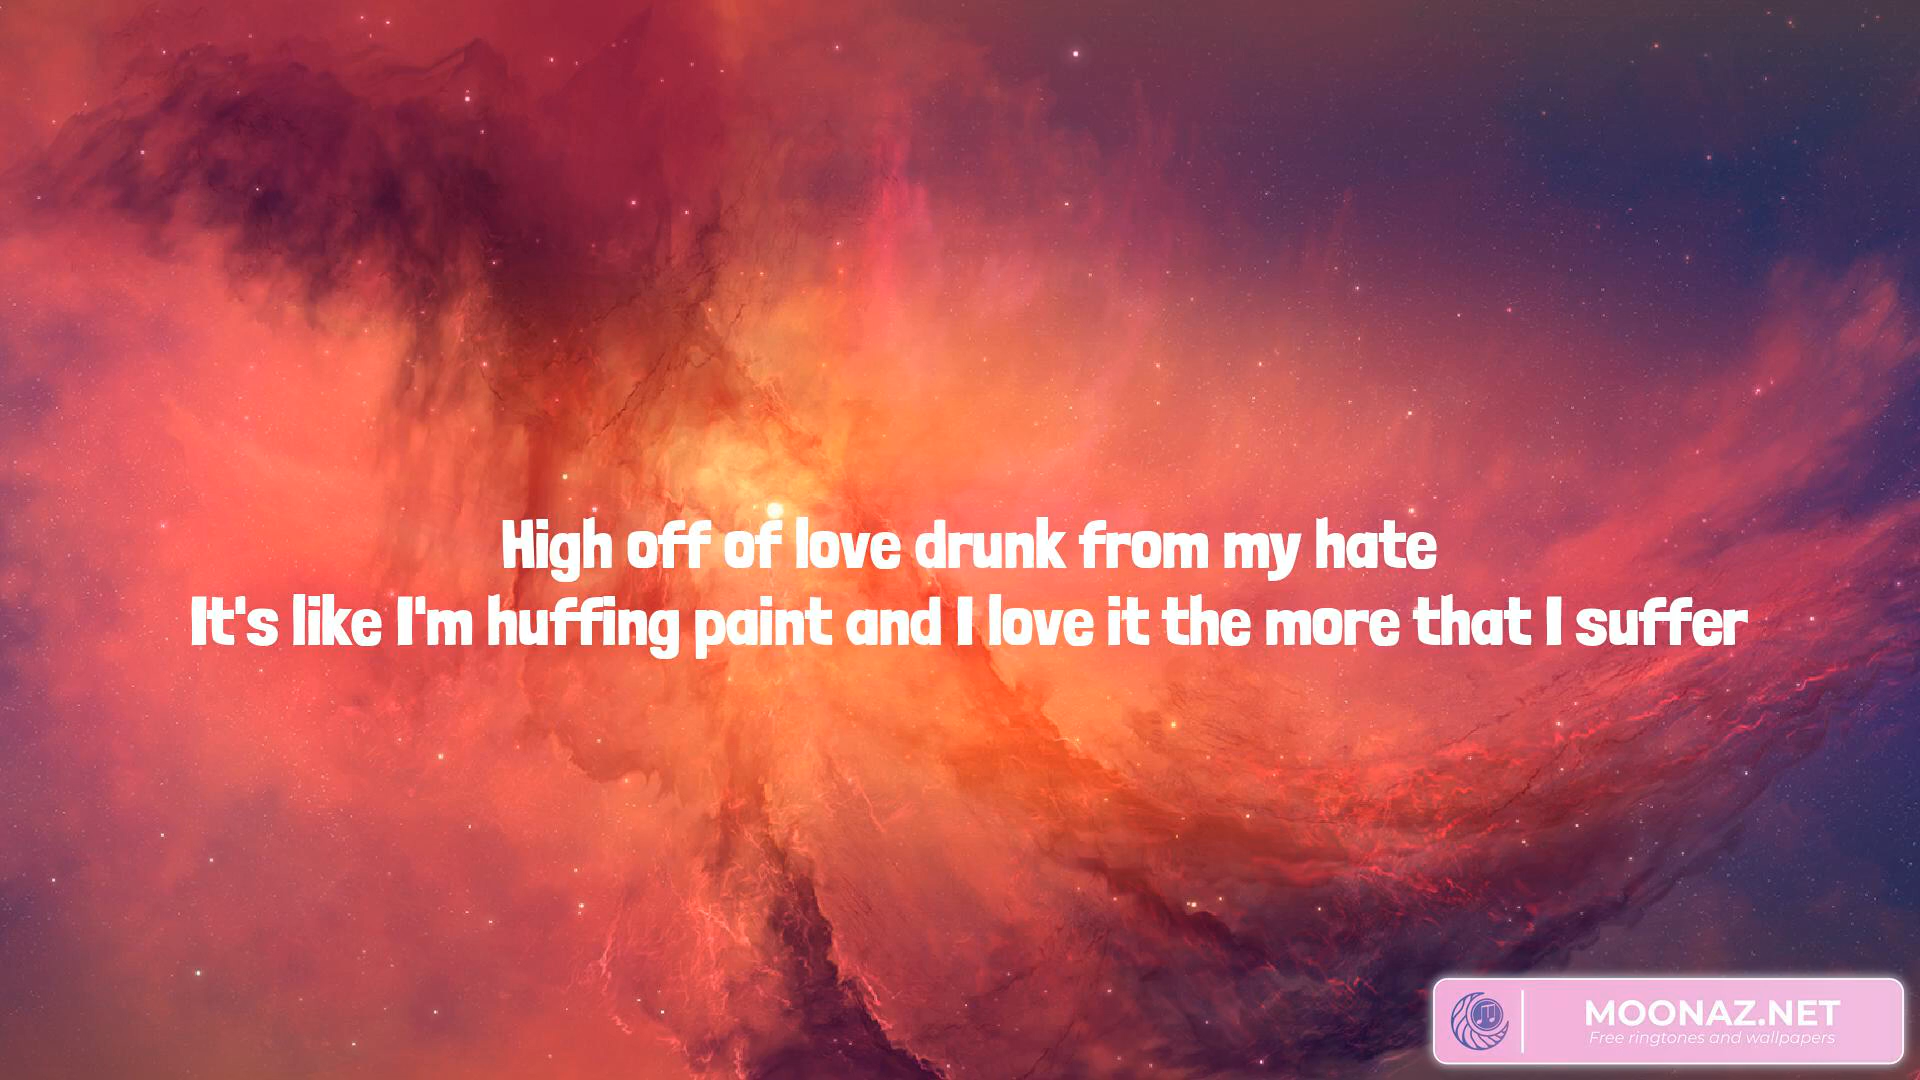 High off of love drunk from my hate
It's like I'm huffing paint and I love it the more that I suffer
MOONAZ.NET
Free ringtones and wallpapers